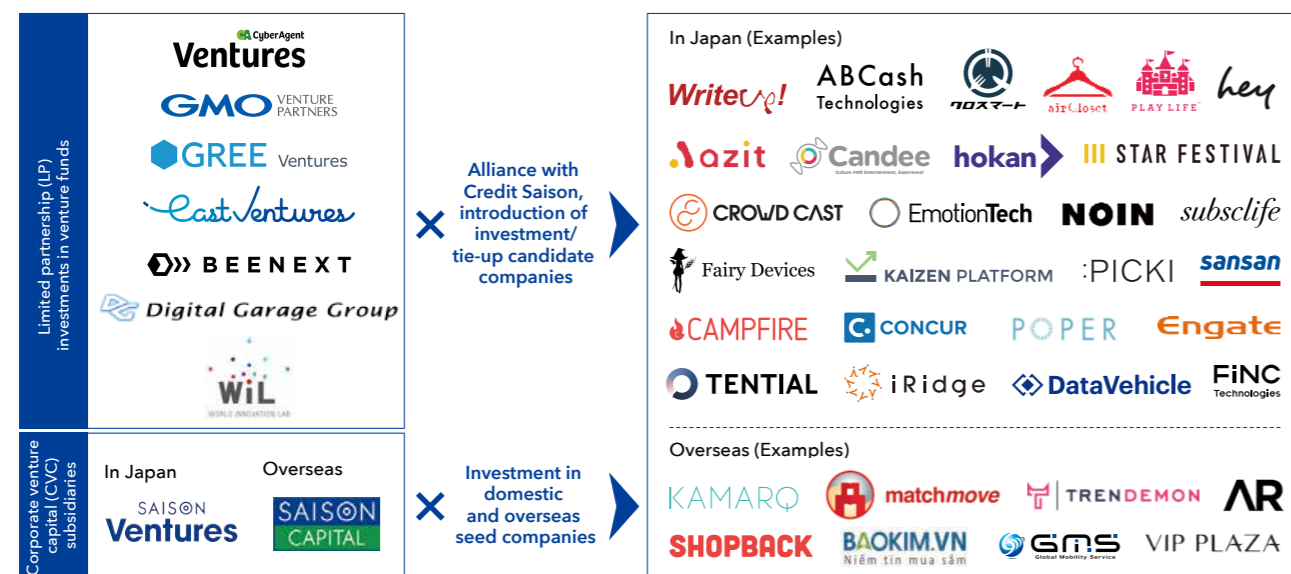 Limited partnership (LP)
investments in venture funds
CyberAgent
Ventures
GMO VENTURE
PARTNERS
GREE Ventures
East Ventures
BEENEXT
Digital Garage Group
WiL
WORLD INNOVATION LAB
Alliance with
Credit Saison,
introduction of
investment/
tie-up candidate
companies
In Japan (Examples)
Writeup!
ABCash
Technologies
クロスマート
airCloset
PLAY LIFE
hey
Azit
Candee
Culture AND Entertainment, Experience!
hokan
STAR FESTIVAL
CROWD CAST
EmotionTech
NOIN
subsclife
Fairy Devices
KAIZEN PLATFORM
:PICKI
sansan
CAMPFIRE
C. CONCUR
POPER
Engate
TENTIAL
iRidge
DataVehicle
FiNC
Technologies
Corporate venture
capital (CVC)
subsidiaries
In Japan
SAISON
Ventures
Overseas
SAISON
CAPITAL
Investment in
domestic
and overseas
seed companies
Overseas (Examples)
KAMARQ
matchmove
TRENDEMON
AR
SHOPBACK
BAOKIM.VN
Niềm tin mua sắm
GMS
Global Mobility Service
VIP PLAZA